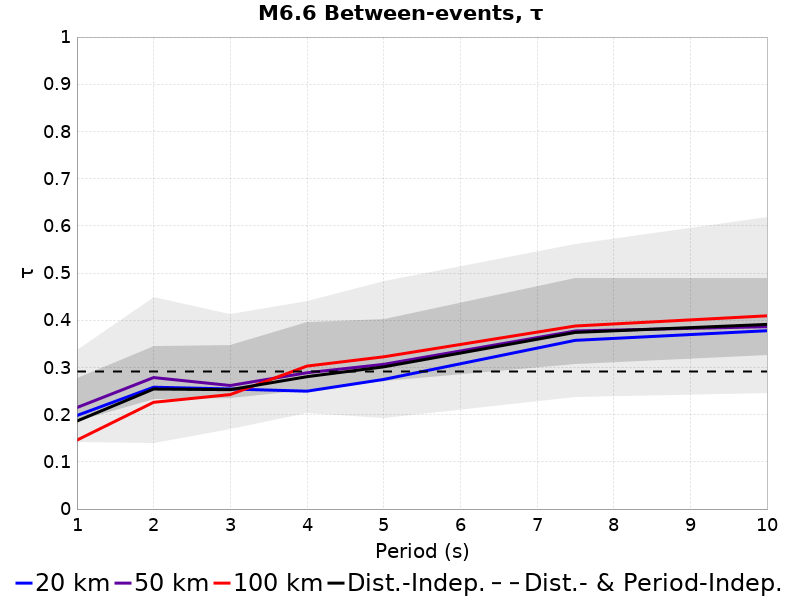 M6.6 Between-events, τ
1
0.9
0.8
0.7
0.6
0.5
0.4
0.3
0.2
0.1
0
τ
1 2 3 4 5 6 7 8 9 10
Period (s)
20 km 50 km 100 km Dist.-Indep. Dist.- & Period-Indep.